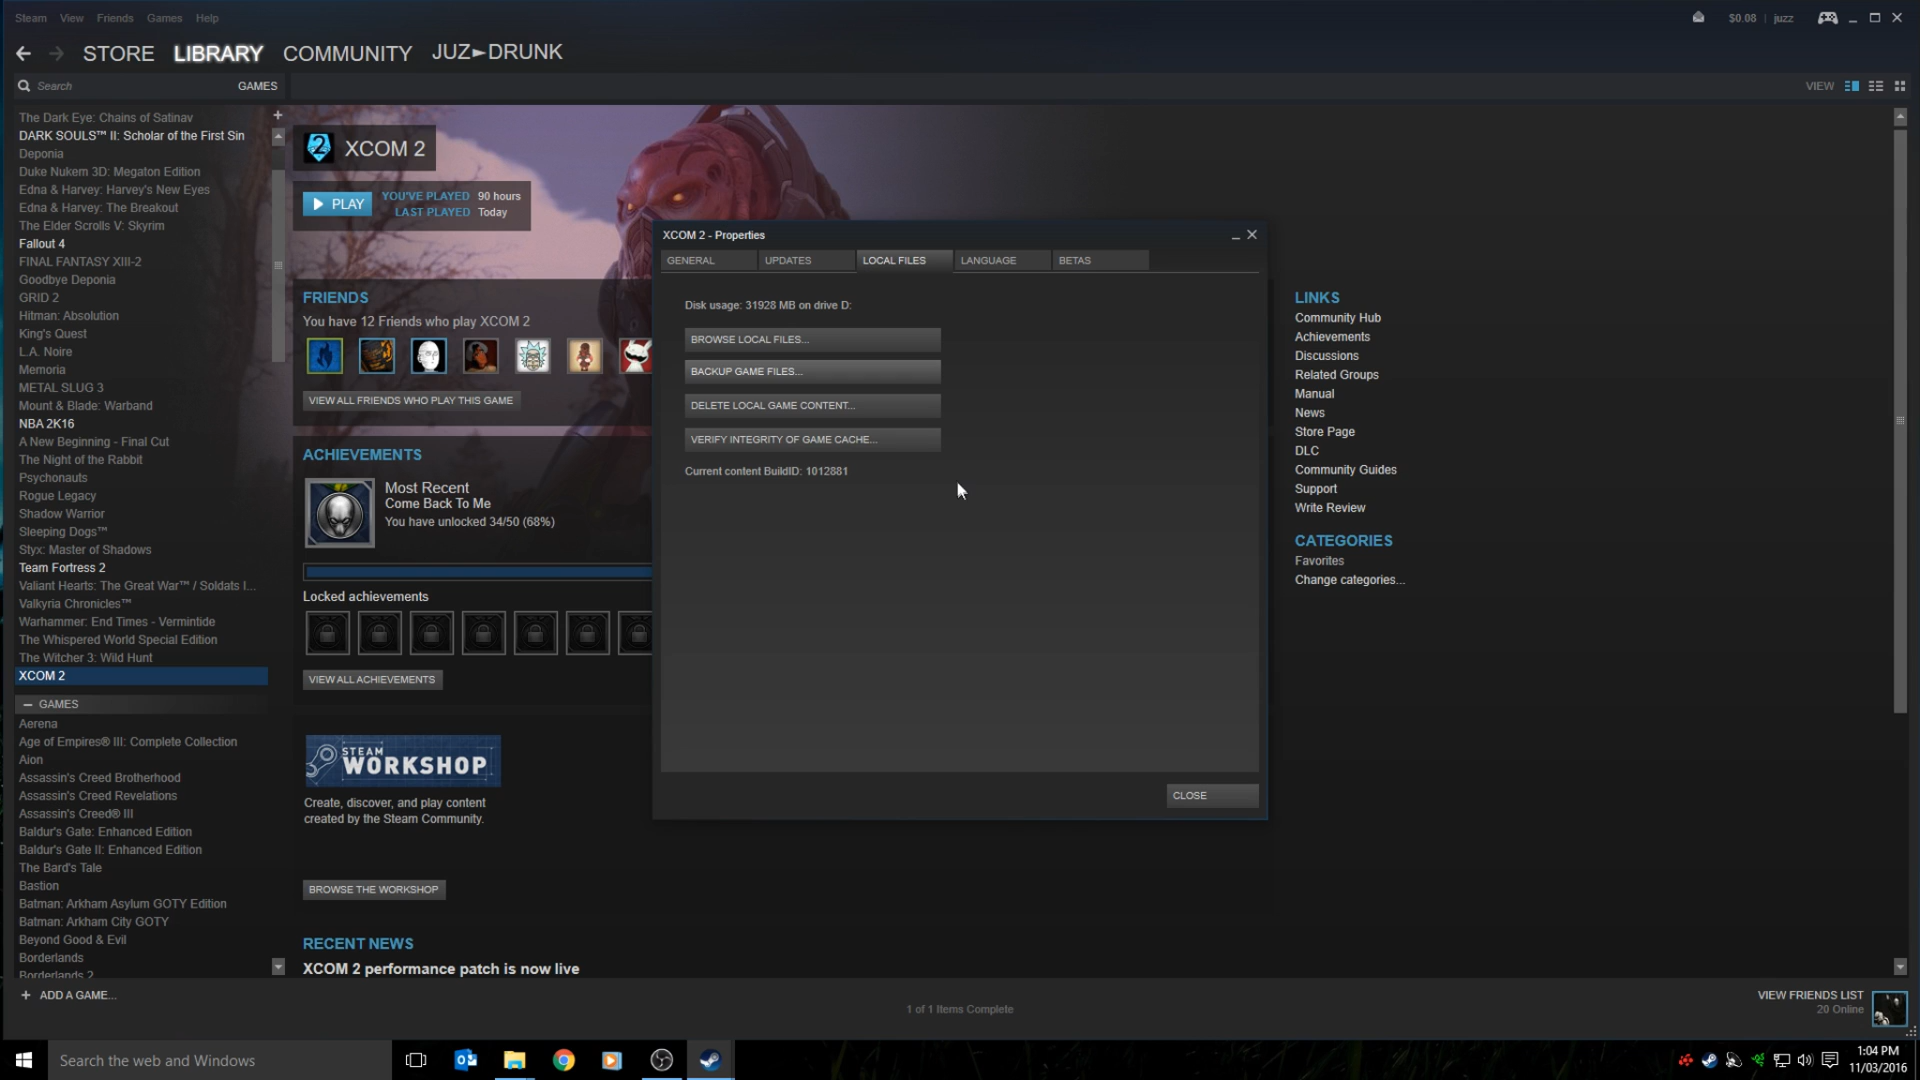 Steam View Friends Games Help
$0.08 | juzz
STORE LIBRARY COMMUNITY JUZ►DRUNK
Search GAMES
VIEW
The Dark Eye: Chains of Satinav
DARK SOULS™ II: Scholar of the First Sin
Deponia
Duke Nukem 3D: Megaton Edition
Edna & Harvey: Harvey's New Eyes
Edna & Harvey: The Breakout
The Elder Scrolls V: Skyrim
Fallout 4
FINAL FANTASY XIII-2
Goodbye Deponia
GRID 2
Hitman: Absolution
King's Quest
L.A. Noire
Memoria
METAL SLUG 3
Mount & Blade: Warband
NBA 2K16
A New Beginning - Final Cut
The Night of the Rabbit
Psychonauts
Rogue Legacy
Shadow Warrior
Sleeping Dogs™
Styx: Master of Shadows
Team Fortress 2
Valiant Hearts: The Great War™ / Soldats I...
Valkyria Chronicles™
Warhammer: End Times - Vermintide
The Whispered World Special Edition
The Witcher 3: Wild Hunt
XCOM 2
— GAMES
Aerena
Age of Empires® III: Complete Collection
Aion
Assassin's Creed Brotherhood
Assassin's Creed Revelations
Assassin's Creed® III
Baldur's Gate: Enhanced Edition
Baldur's Gate II: Enhanced Edition
The Bard's Tale
Bastion
Batman: Arkham Asylum GOTY Edition
Batman: Arkham City GOTY
Beyond Good & Evil
Borderlands
Borderlands 2
+ ADD A GAME...
XCOM 2
PLAY
YOU'VE PLAYED 90 hours
LAST PLAYED Today
FRIENDS
You have 12 Friends who play XCOM 2
VIEW ALL FRIENDS WHO PLAY THIS GAME
ACHIEVEMENTS
Most Recent
Come Back To Me
You have unlocked 34/50 (68%)
Locked achievements
VIEW ALL ACHIEVEMENTS
STEAM
WORKSHOP
Create, discover, and play content
created by the Steam Community.
BROWSE THE WORKSHOP
RECENT NEWS
XCOM 2 performance patch is now live
XCOM 2 - Properties
GENERAL UPDATES LOCAL FILES LANGUAGE BETAS
Disk usage: 31928 MB on drive D:
BROWSE LOCAL FILES...
BACKUP GAME FILES...
DELETE LOCAL GAME CONTENT...
VERIFY INTEGRITY OF GAME CACHE...
Current content BuildID: 1012881
CLOSE
LINKS
Community Hub
Achievements
Discussions
Related Groups
Manual
News
Store Page
DLC
Community Guides
Support
Write Review
CATEGORIES
Favorites
Change categories...
1 of 1 Items Complete
VIEW FRIENDS LIST
20 Online
Search the web and Windows
1:04 PM
11/03/2016